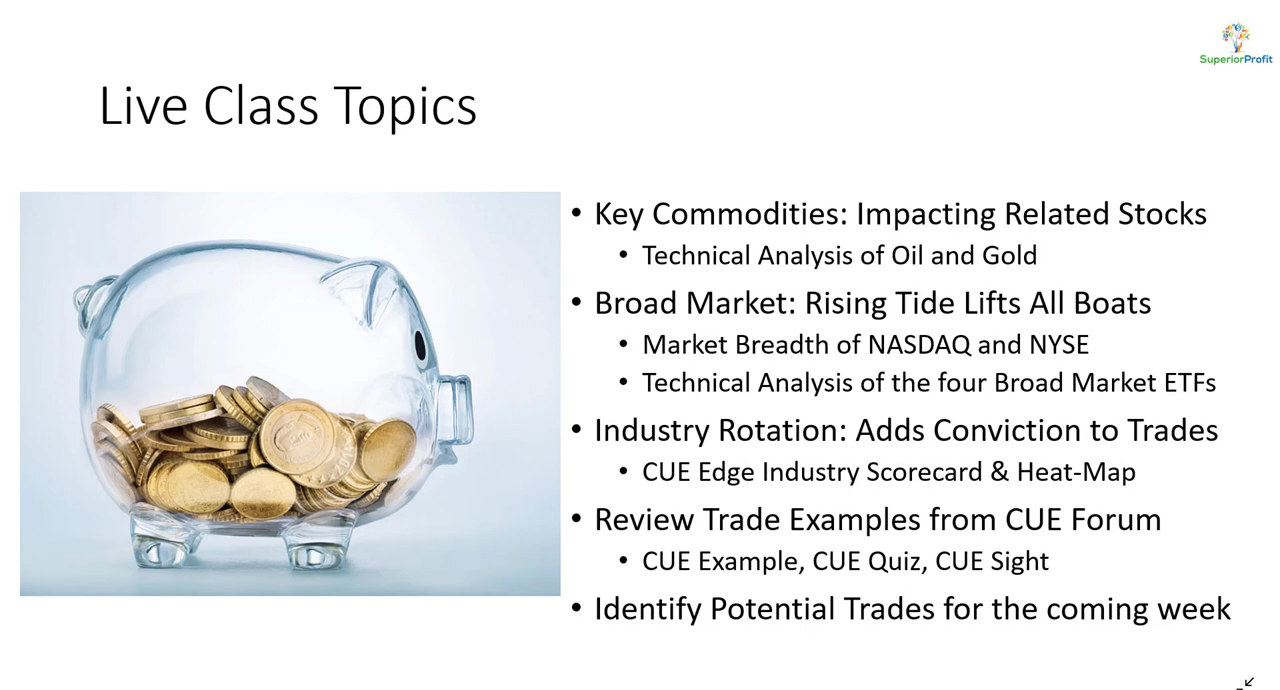 SuperiorProfit
Live Class Topics
• Key Commodities: Impacting Related Stocks
• Technical Analysis of Oil and Gold
• Broad Market: Rising Tide Lifts All Boats
• Market Breadth of NASDAQ and NYSE
• Technical Analysis of the four Broad Market ETFs
• Industry Rotation: Adds Conviction to Trades
• CUE Edge Industry Scorecard & Heat-Map
• Review Trade Examples from CUE Forum
• CUE Example, CUE Quiz, CUE Sight
• Identify Potential Trades for the coming week